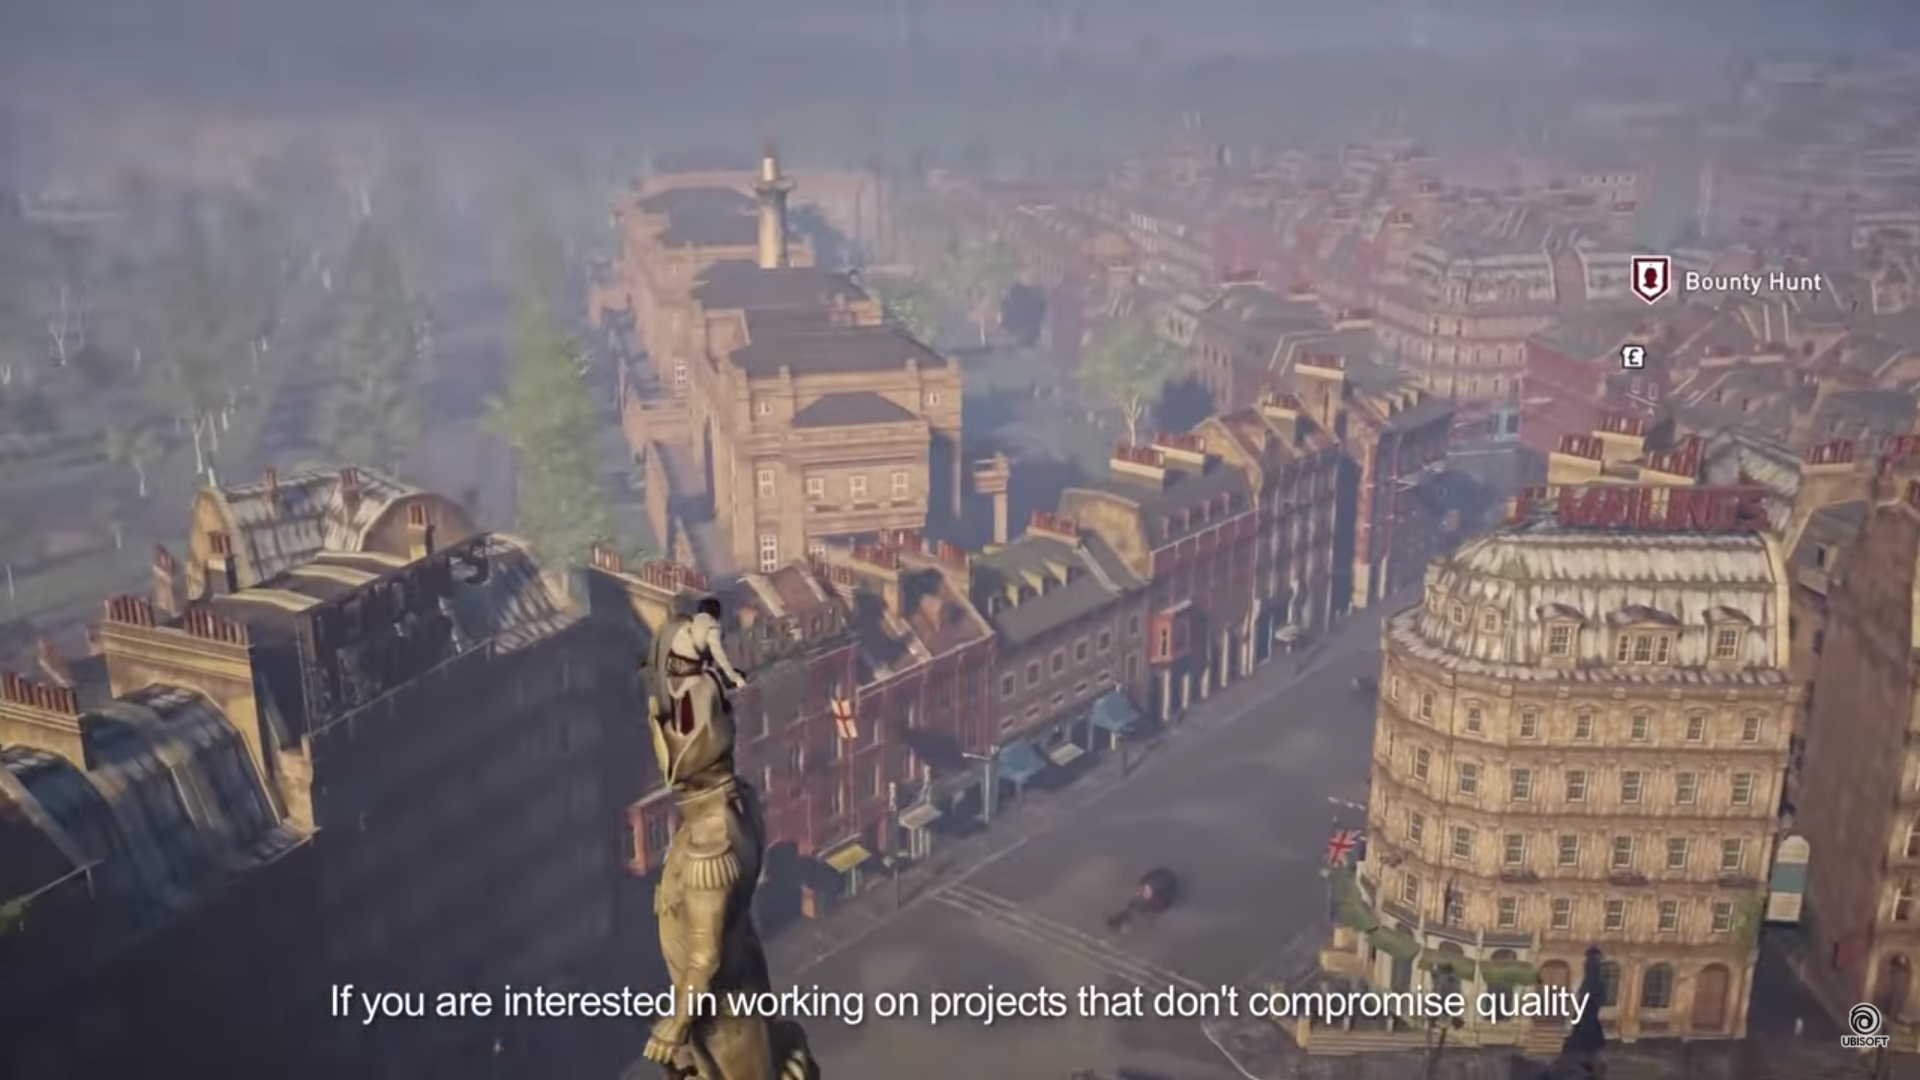 Bounty Hunt
£
If you are interested in working on projects that don't compromise quality
UBISOFT